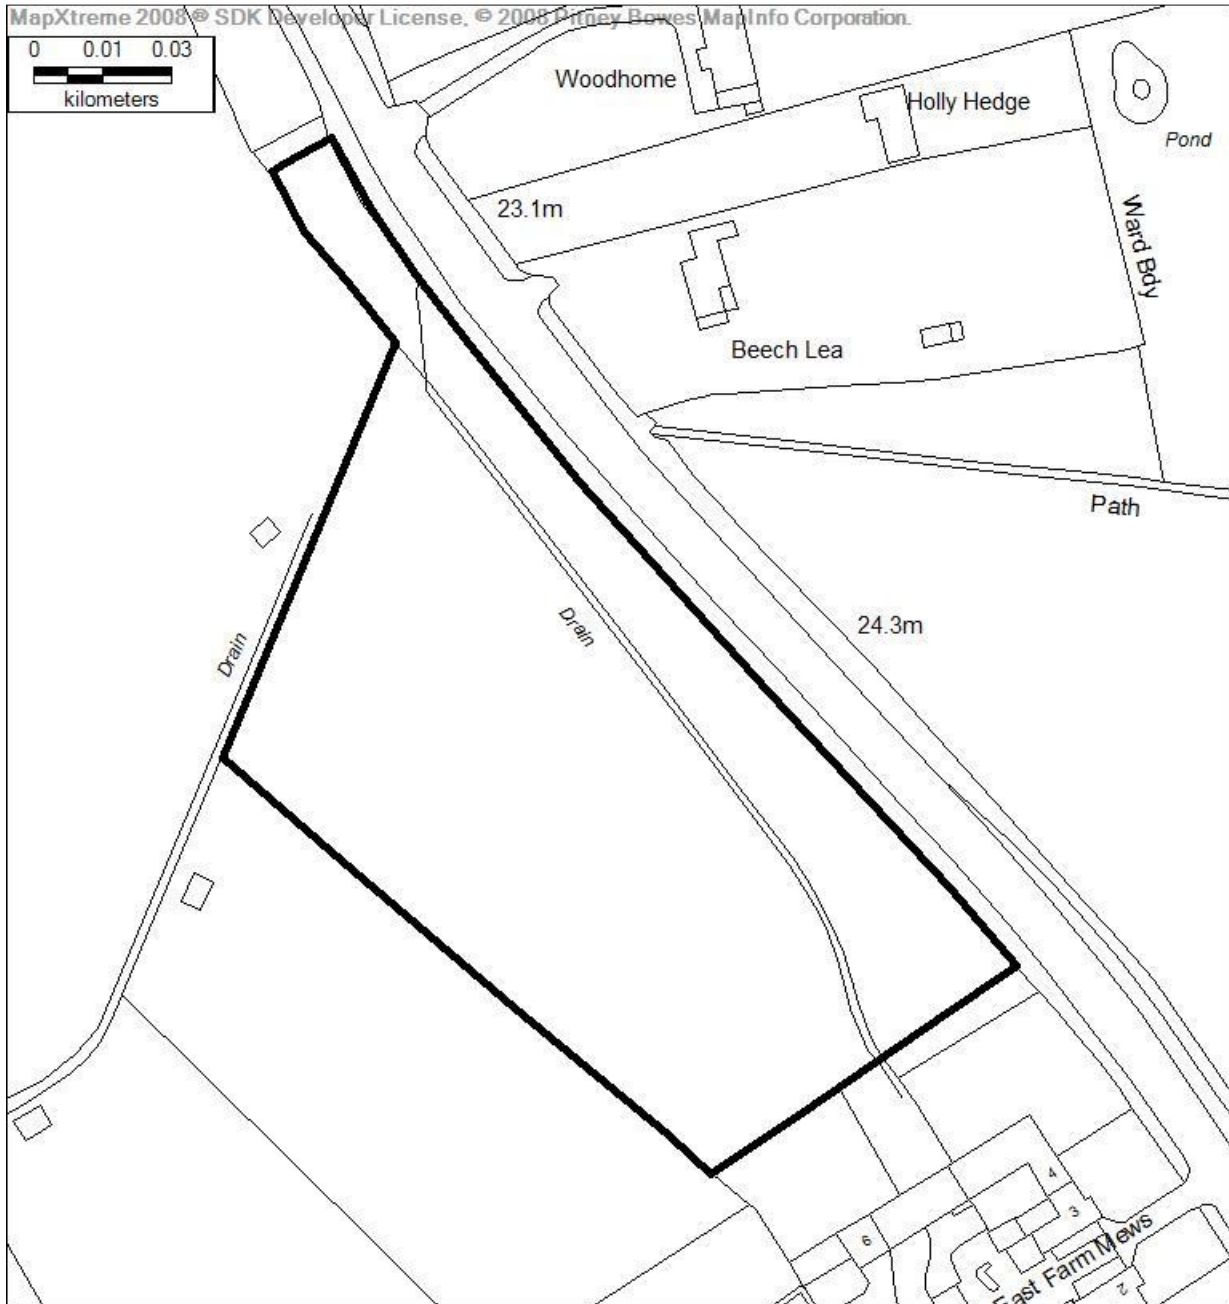 MapXtreme 2008 ® SDK Developer License. © 2008 Pitney Bowes MapInfo Corporation.
0 0.01 0.03
kilometers
Woodhome
Holly Hedge
Pond
23.1m
Ward Bdy
Beech Lea
Path
Drain
24.3m
Drain
4
3
6
East Farm Mews
2